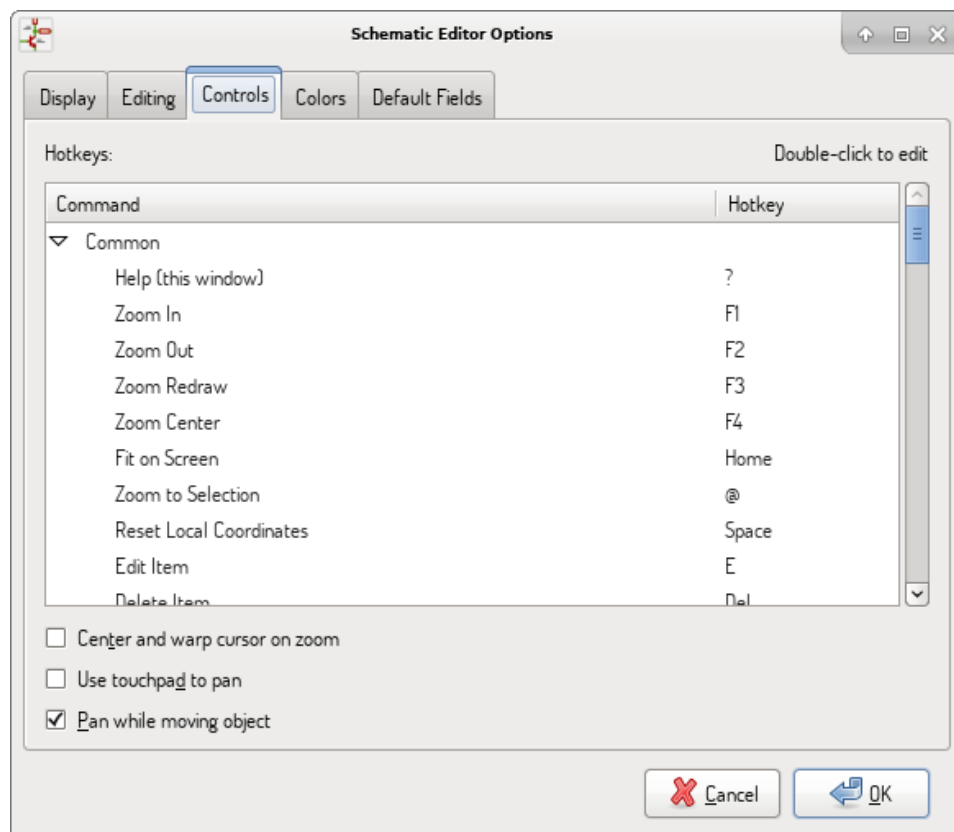 Schematic Editor Options
Display Editing Controls Colors Default Fields
Hotkeys: Double-click to edit
Command Hotkey
Common
Help (this window) ?
Zoom In F1
Zoom Out F2
Zoom Redraw F3
Zoom Center F4
Fit on Screen Home
Zoom to Selection @
Reset Local Coordinates Space
Edit Item E
Delete Item Del
Center and warp cursor on zoom
Use touchpad to pan
Pan while moving object
Cancel OK